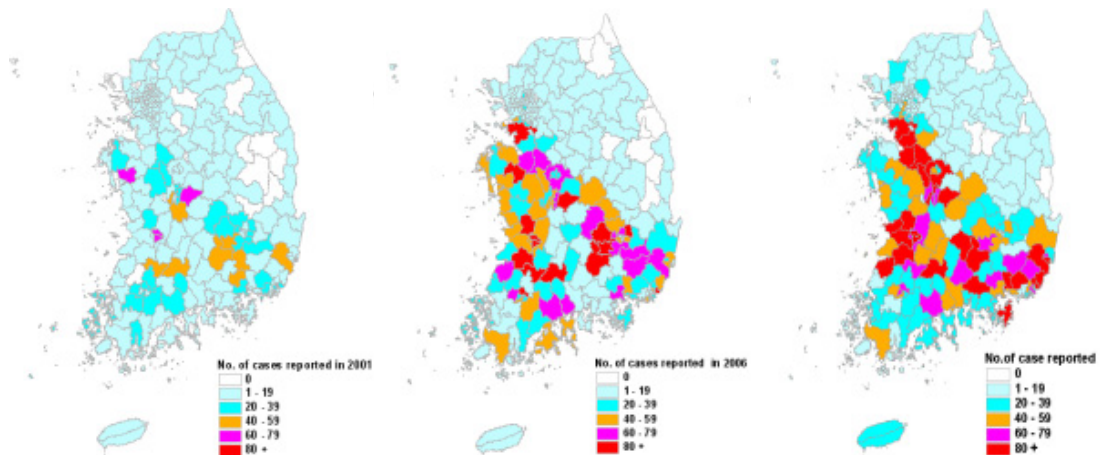 No. of cases reported in 2001
0
1 - 19
20 - 39
40 - 59
60 - 79
80 +
No. of cases reported in 2006
0
1 - 19
20 - 39
40 - 59
60 - 79
80 +
No.of case reported
0
1 - 19
20 - 39
40 - 59
60 - 79
80 +